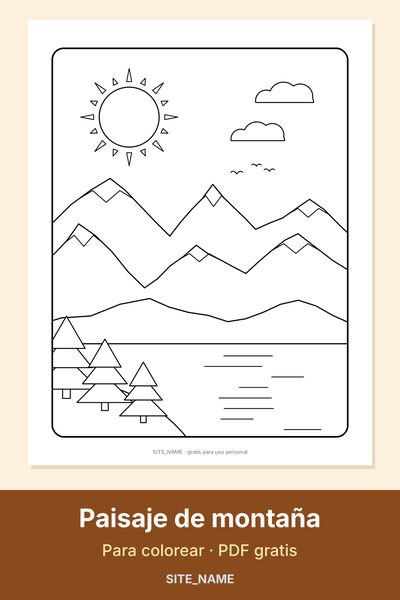 SITE_NAME · gratis para uso personal
Paisaje de montaña
Para colorear · PDF gratis
SITE_NAME